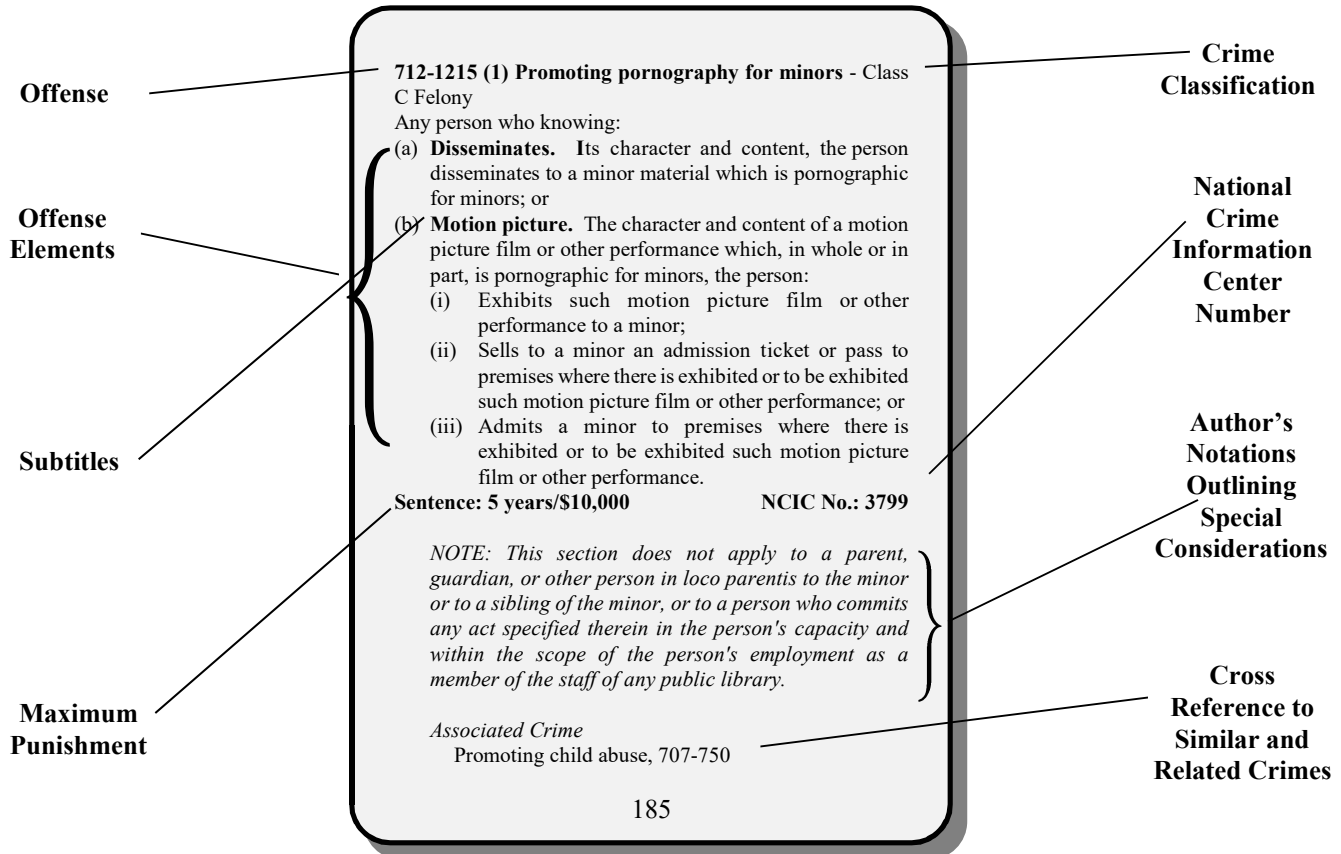 Offense
Offense
Elements
Subtitles
Maximum
Punishment
712-1215 (1) Promoting pornography for minors - Class
C Felony
Any person who knowing:
(a) Disseminates. Its character and content, the person
disseminates to a minor material which is pornographic
for minors; or
(b) Motion picture. The character and content of a motion
picture film or other performance which, in whole or in
part, is pornographic for minors, the person:
(i) Exhibits such motion picture film or other
performance to a minor;
(ii) Sells to a minor an admission ticket or pass to
premises where there is exhibited or to be exhibited
such motion picture film or other performance; or
(iii) Admits a minor to premises where there is
exhibited or to be exhibited such motion picture
film or other performance.
Sentence: 5 years/$10,000 NCIC No.: 3799
NOTE: This section does not apply to a parent,
guardian, or other person in loco parentis to the minor
or to a sibling of the minor, or to a person who commits
any act specified therein in the person's capacity and
within the scope of the person's employment as a
member of the staff of any public library.
Associated Crime
Promoting child abuse, 707-750
185
Crime
Classification
National
Crime
Information
Center
Number
Author's
Notations
Outlining
Special
Considerations
Cross
Reference to
Similar and
Related Crimes